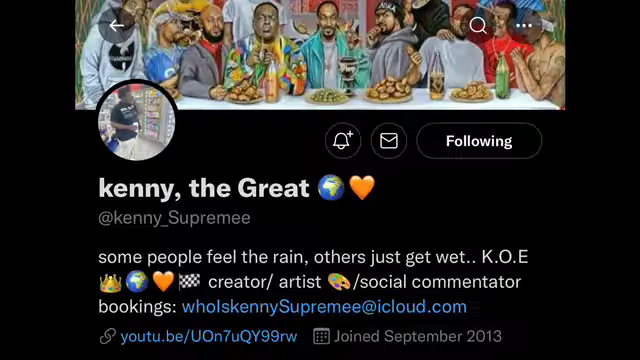 kenny, the Great 🌍🧡
Following
@kenny_Supremee
some people feel the rain, others just get wet.. K.O.E
👑🌍🧡🏁 creator/ artist 🎨/social commentator
bookings: whoIskennySupremee@icloud.com
youtu.be/UOn7uQY99rw Joined September 2013